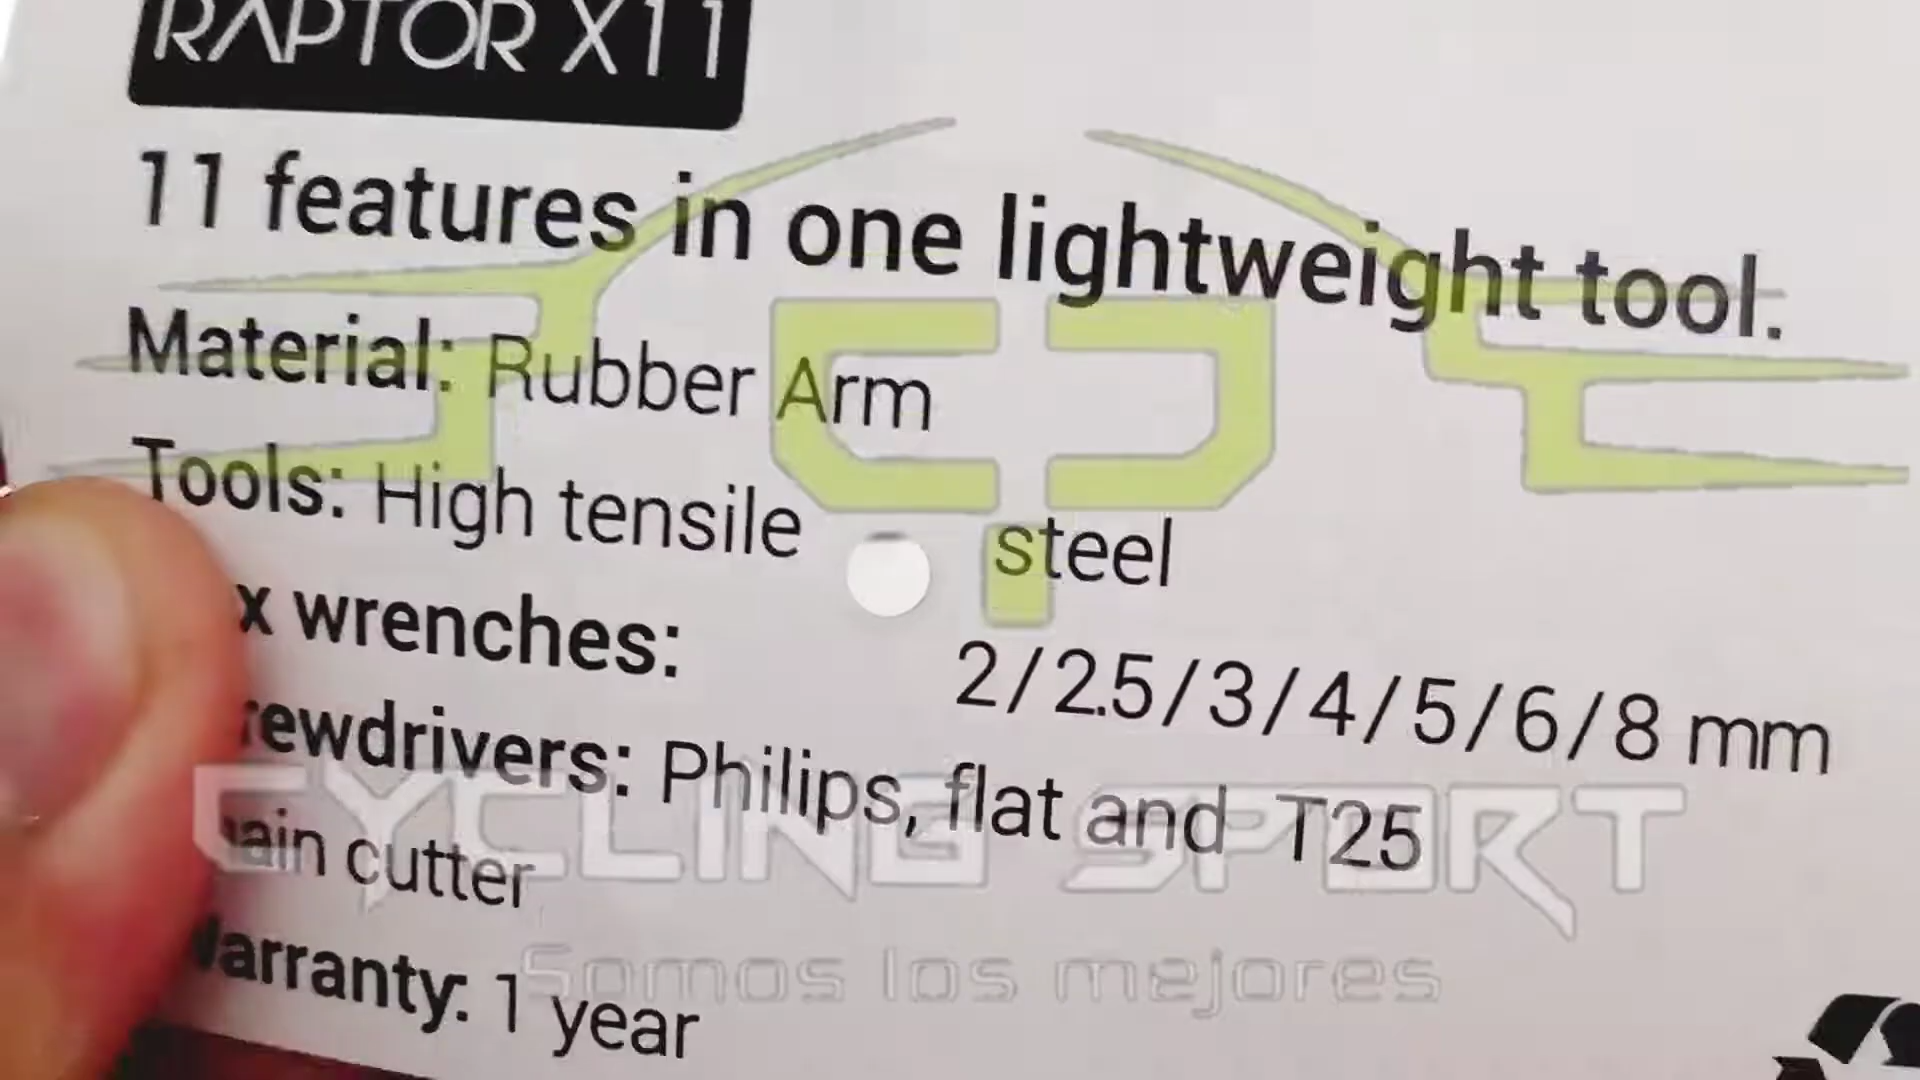 RAPTOR X11
11 features in one lightweight tool.
Material: Rubber Arm
Tools: High tensile steel
x wrenches: 2/2.5/3/4/5/6/8 mm
rewdrivers: Philips, flat and T25
ain cutter
Warranty: 1 year
CYCLING SPORT
Somos los mejores